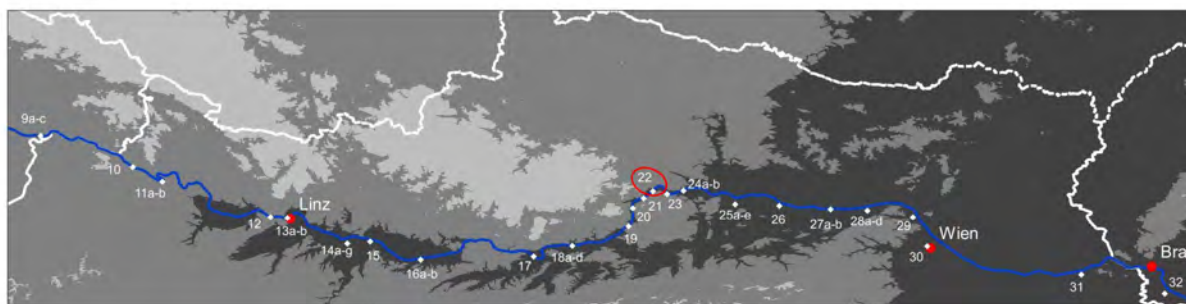 9a-c
10
11a-b
12
Linz
13a-b
14a-g
15
16a-b
17
18a-d
19
20
21
22
23
24a-b
25a-e
26
27a-b
28a-d
29
Wien
30
31
Bra
32